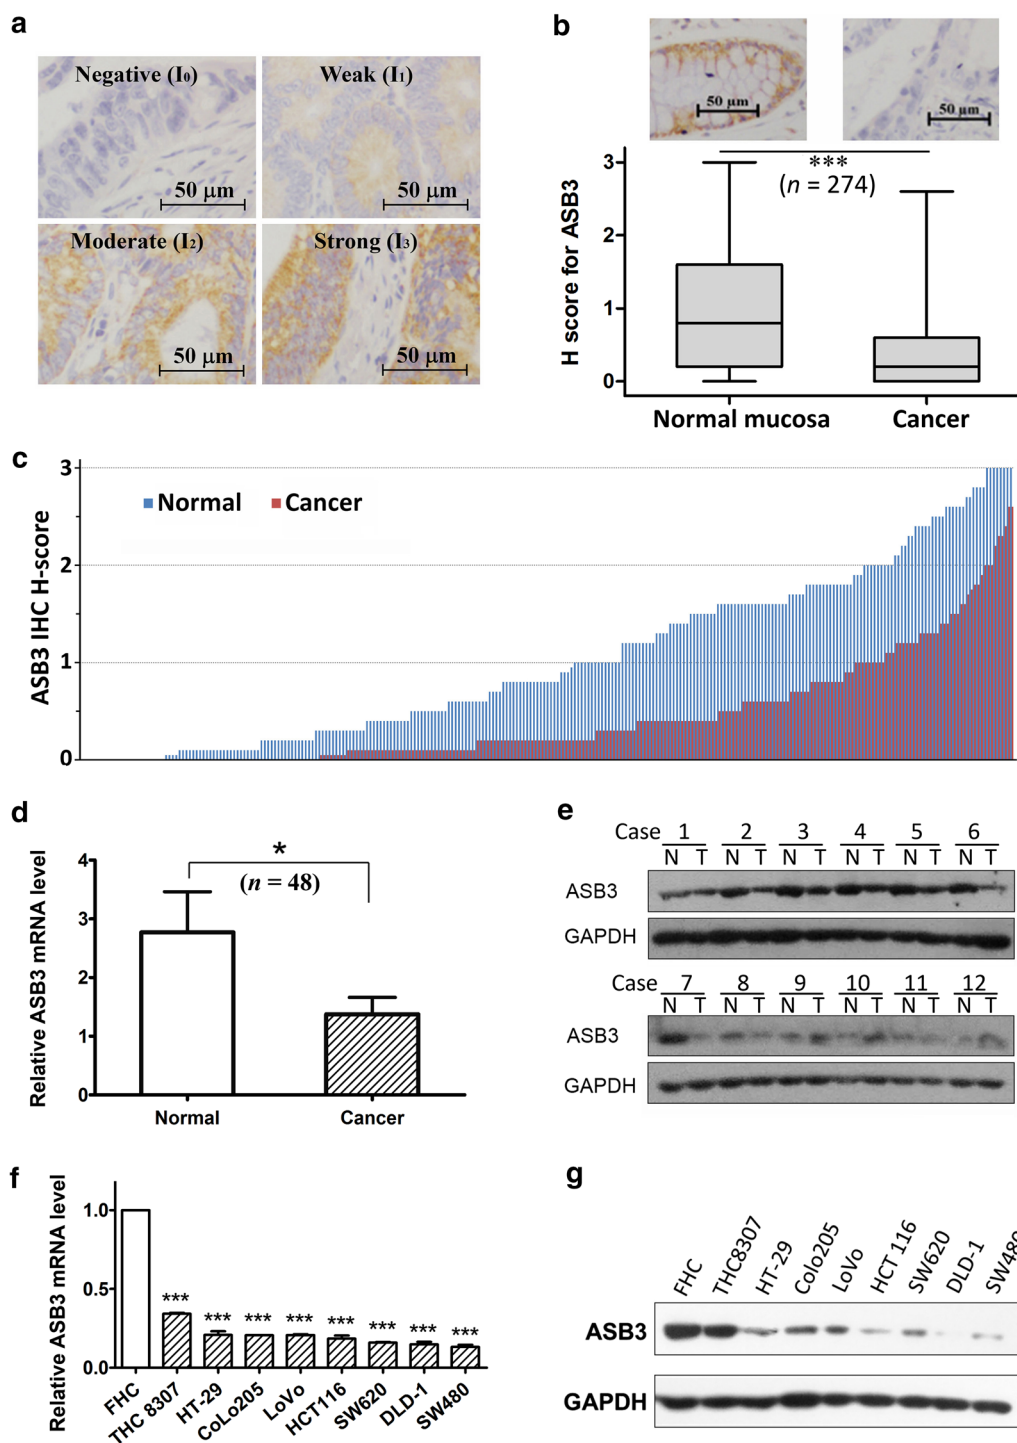 a
Negative (I0)
Weak (I1)
50 μm
50 μm
Moderate (I2)
Strong (I3)
50 μm
50 μm
b
50 μm
50 μm
H score for ASB3
3
2
1
0
***
(n = 274)
Normal mucosa
Cancer
c
ASB3 IHC H-score
3
2
1
0
Normal
Cancer
d
Relative ASB3 mRNA level
4
3
2
1
0
*
(n = 48)
Normal
Cancer
e
Case 1 2 3 4 5 6
N T N T N T N T N T N T
ASB3
GAPDH
Case 7 8 9 10 11 12
N T N T N T N T N T N T
ASB3
GAPDH
f
Relative ASB3 mRNA level
1.0
0.5
0.0
*** *** *** *** *** *** *** ***
FHC
THC 8307
HT-29
CoLo205
LoVo
HCT116
SW620
DLD-1
SW480
g
FHC
THC8307
HT-29
Colo205
LoVo
HCT 116
SW620
DLD-1
SW480
ASB3
GAPDH